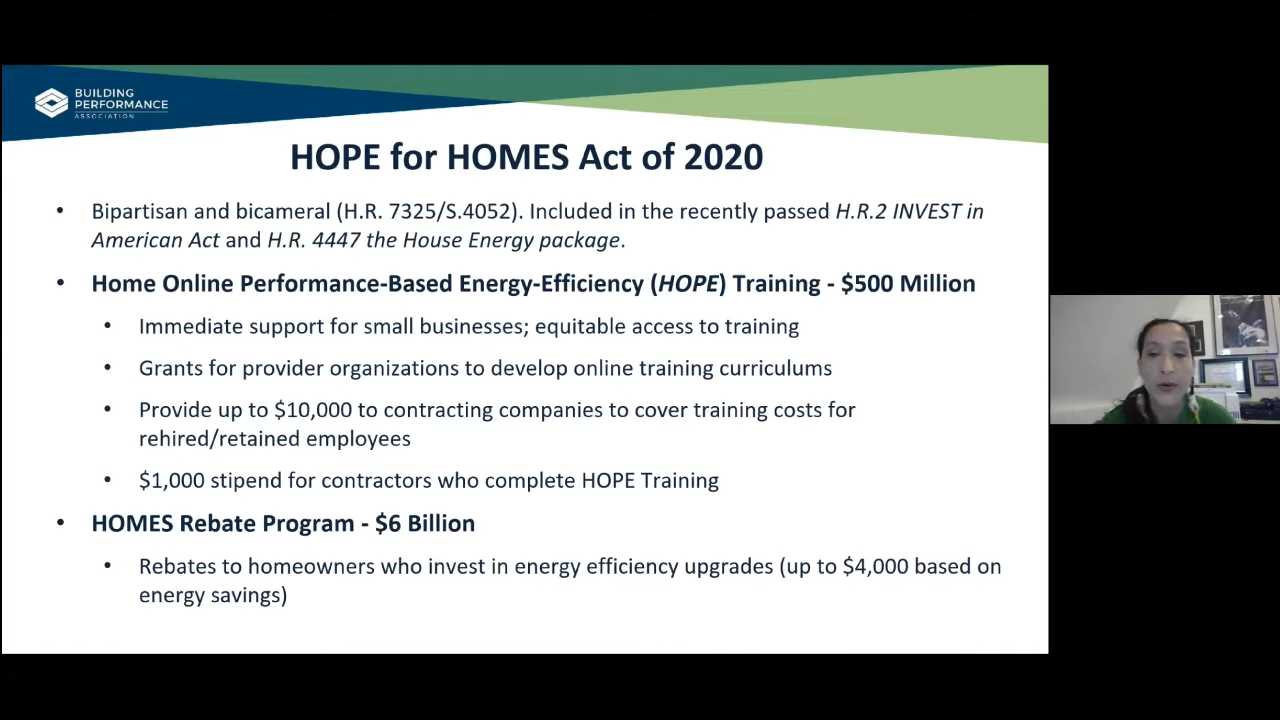 BUILDING
PERFORMANCE
ASSOCIATION
HOPE for HOMES Act of 2020
• Bipartisan and bicameral (H.R. 7325/S.4052). Included in the recently passed H.R.2 INVEST in
American Act and H.R. 4447 the House Energy package.
• Home Online Performance-Based Energy-Efficiency (HOPE) Training - $500 Million
• Immediate support for small businesses; equitable access to training
• Grants for provider organizations to develop online training curriculums
• Provide up to $10,000 to contracting companies to cover training costs for
rehired/retained employees
• $1,000 stipend for contractors who complete HOPE Training
• HOMES Rebate Program - $6 Billion
• Rebates to homeowners who invest in energy efficiency upgrades (up to $4,000 based on
energy savings)